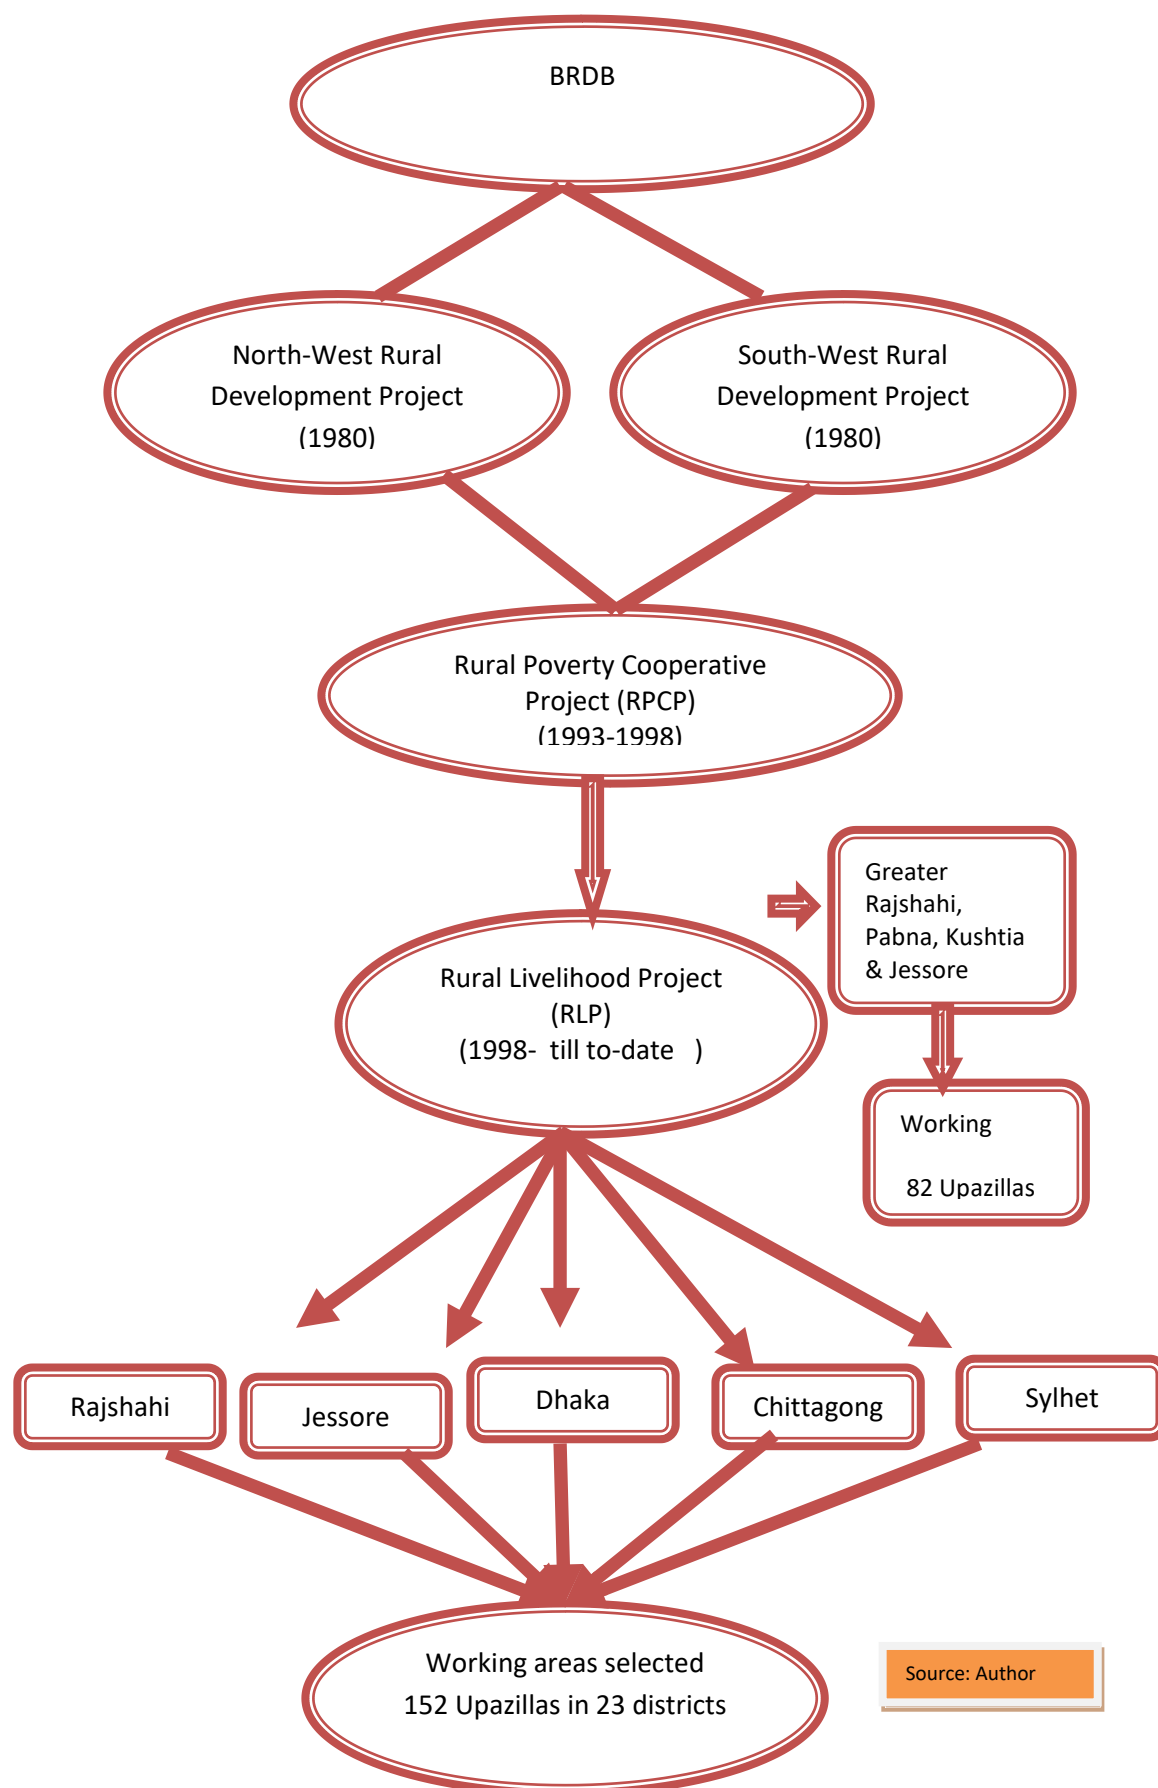 BRDB
North-West Rural
Development Project
(1980)
South-West Rural
Development Project
(1980)
Rural Poverty Cooperative
Project (RPCP)
(1993-1998)
Greater
Rajshahi,
Pabna, Kushtia
& Jessore
Rural Livelihood Project
(RLP)
(1998-  till to-date   )
Working
82 Upazillas
Rajshahi
Jessore
Dhaka
Chittagong
Sylhet
Working areas selected
152 Upazillas in 23 districts
Source: Author